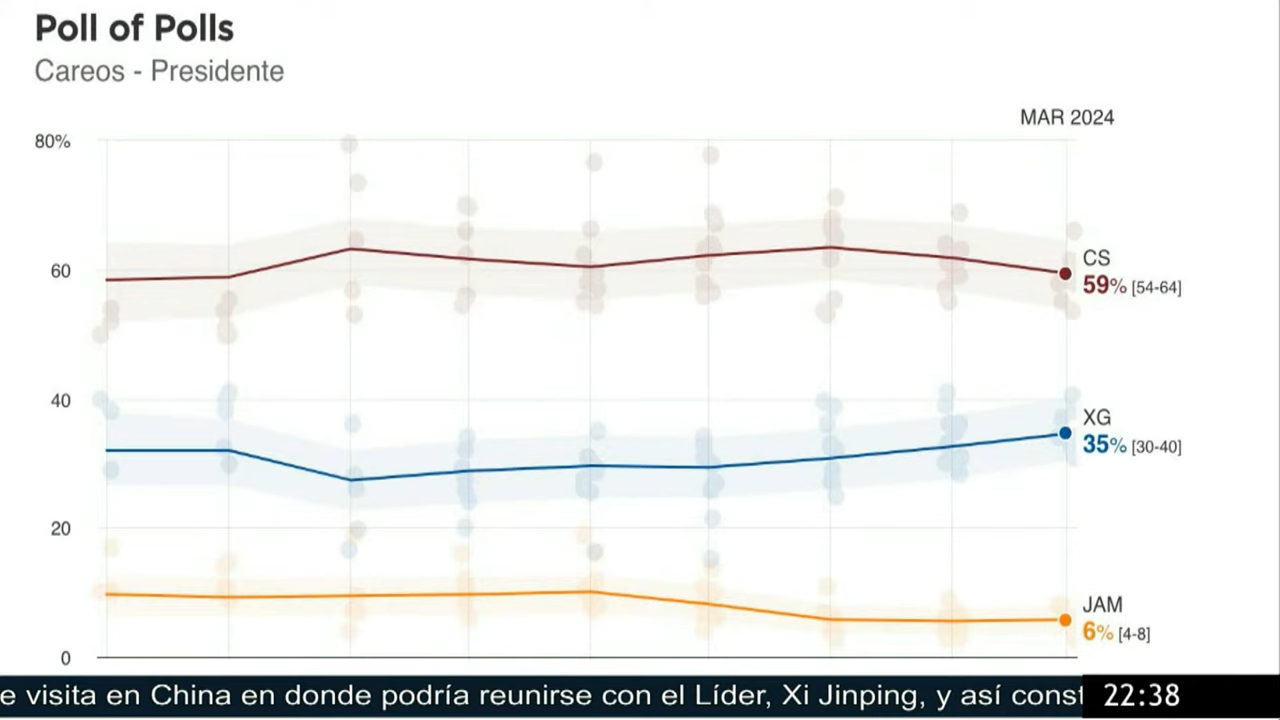 Poll of Polls
Careos - Presidente
MAR 2024
80%
60
CS
59% [54-64]
40
XG
35% [30-40]
20
JAM
6% [4-8]
0
e visita en China en donde podría reunirse con el Líder, Xi Jinping, y así const
22:38